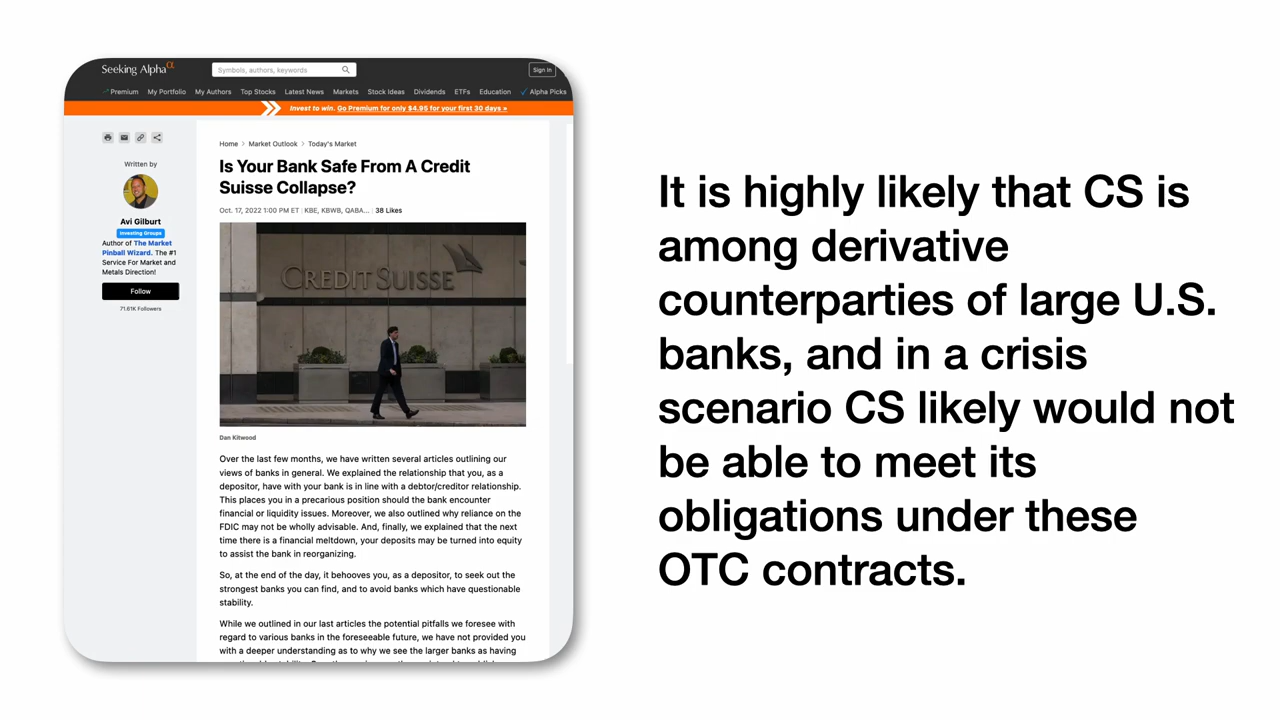 Seeking Alpha α
Symbols, authors, keywords
Sign In
Premium My Portfolio My Authors Top Stocks Latest News Markets Stock Ideas Dividends ETFs Education Alpha Picks
Invest to win. Go Premium for only $4.95 for your first 30 days »
Written by
Avi Gilburt
Investing Groups
Author of The Market
Pinball Wizard. The #1
Service For Market and
Metals Direction!
Follow
71.61K Followers
Home > Market Outlook > Today's Market
Is Your Bank Safe From A Credit
Suisse Collapse?
Oct. 17, 2022 1:00 PM ET | KBE, KBWB, QABA... | 38 Likes
CREDIT SUISSE
Dan Kitwood
Over the last few months, we have written several articles outlining our
views of banks in general. We explained the relationship that you, as a
depositor, have with your bank is in line with a debtor/creditor relationship.
This places you in a precarious position should the bank encounter
financial or liquidity issues. Moreover, we also outlined why reliance on the
FDIC may not be wholly advisable. And, finally, we explained that the next
time there is a financial meltdown, your deposits may be turned into equity
to assist the bank in reorganizing.
So, at the end of the day, it behooves you, as a depositor, to seek out the
strongest banks you can find, and to avoid banks which have questionable
stability.
While we outlined in our last articles the potential pitfalls we foresee with
regard to various banks in the foreseeable future, we have not provided you
with a deeper understanding as to why we see the larger banks as having
It is highly likely that CS is
among derivative
counterparties of large U.S.
banks, and in a crisis
scenario CS likely would not
be able to meet its
obligations under these
OTC contracts.